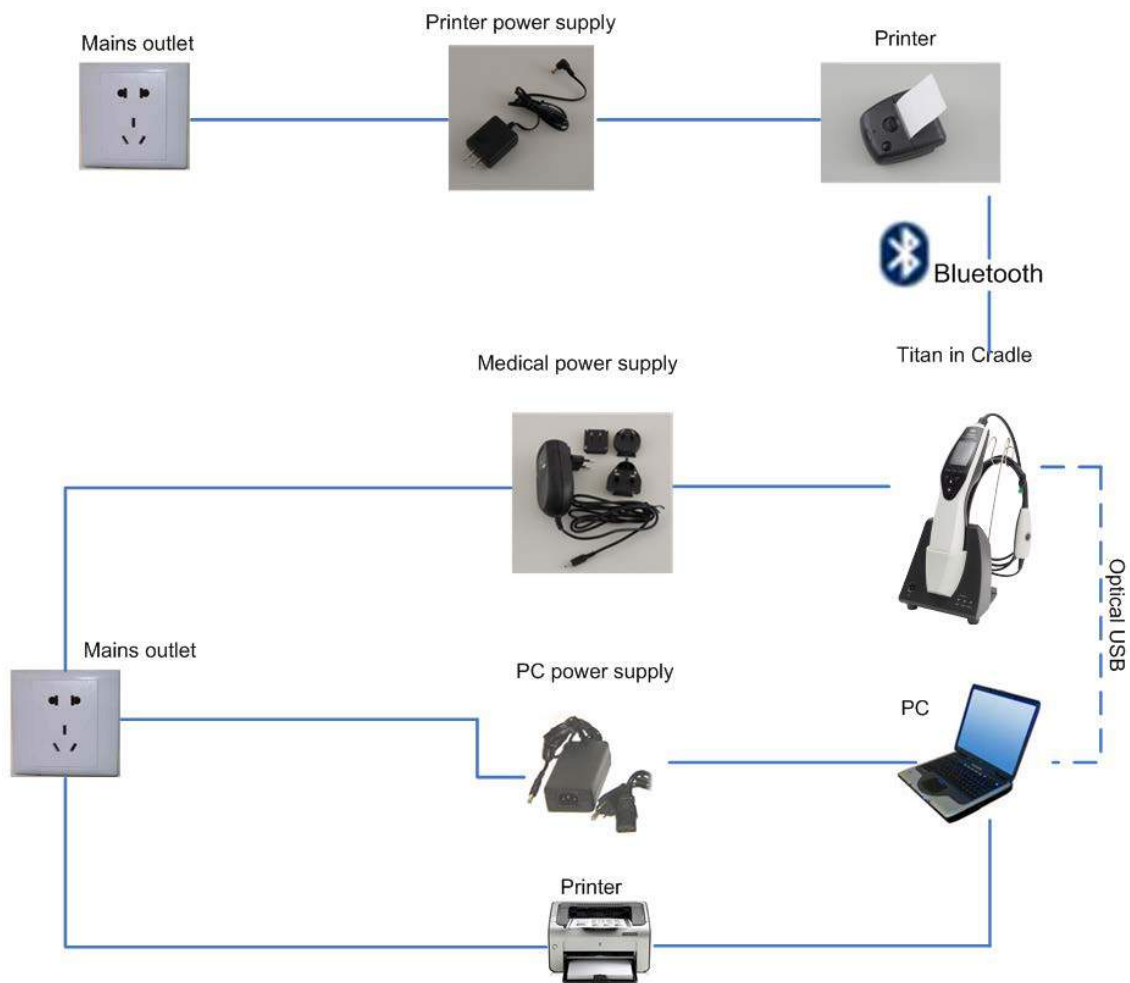 Printer power supply
Mains outlet
Printer
Bluetooth
Titan in Cradle
Medical power supply
Optical USB
Mains outlet
PC power supply
PC
Printer